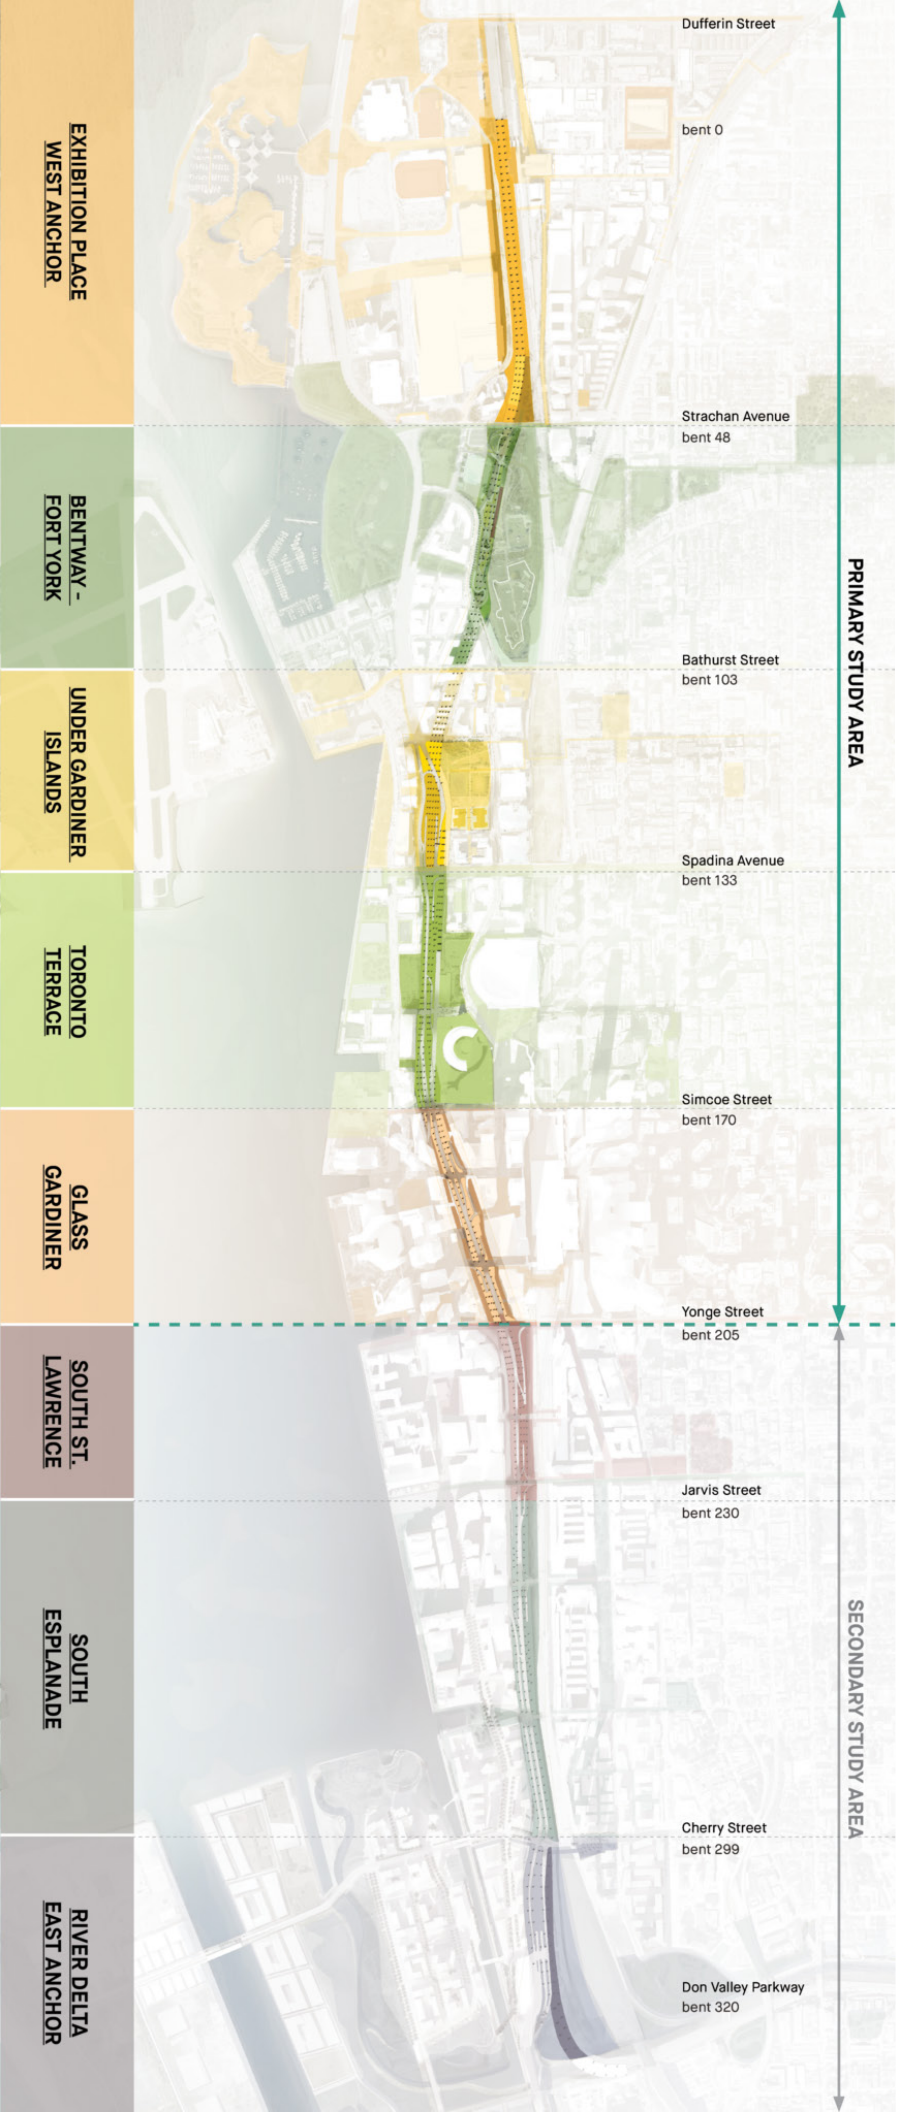 EXHIBITION PLACE
WEST ANCHOR
BENTWAY -
FORT YORK
UNDER GARDINER
ISLANDS
TORONTO
TERRACE
GLASS
GARDINER
SOUTH ST.
LAWRENCE
SOUTH
ESPLANADE
RIVER DELTA
EAST ANCHOR
Dufferin Street
bent 0
Strachan Avenue
bent 48
Bathurst Street
bent 103
Spadina Avenue
bent 133
Simcoe Street
bent 170
Yonge Street
bent 205
Jarvis Street
bent 230
Cherry Street
bent 299
Don Valley Parkway
bent 320
PRIMARY STUDY AREA
SECONDARY STUDY AREA